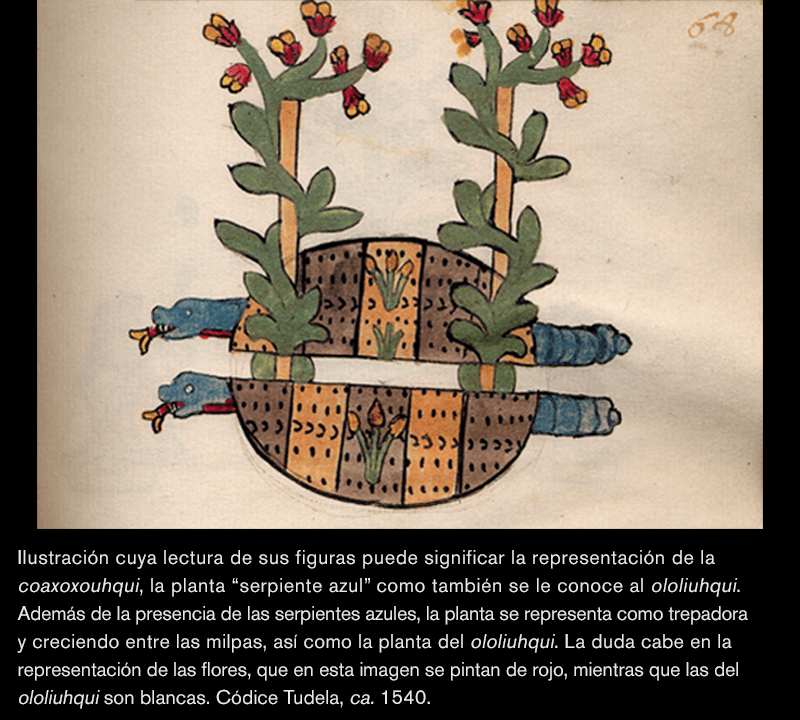 68
Ilustración cuya lectura de sus figuras puede significar la representación de la
coaxoxouhqui, la planta “serpiente azul” como también se le conoce al ololiuhqui.
Además de la presencia de las serpientes azules, la planta se representa como trepadora
y creciendo entre las milpas, así como la planta del ololiuhqui. La duda cabe en la
representación de las flores, que en esta imagen se pintan de rojo, mientras que las del
ololiuhqui son blancas. Códice Tudela, ca. 1540.